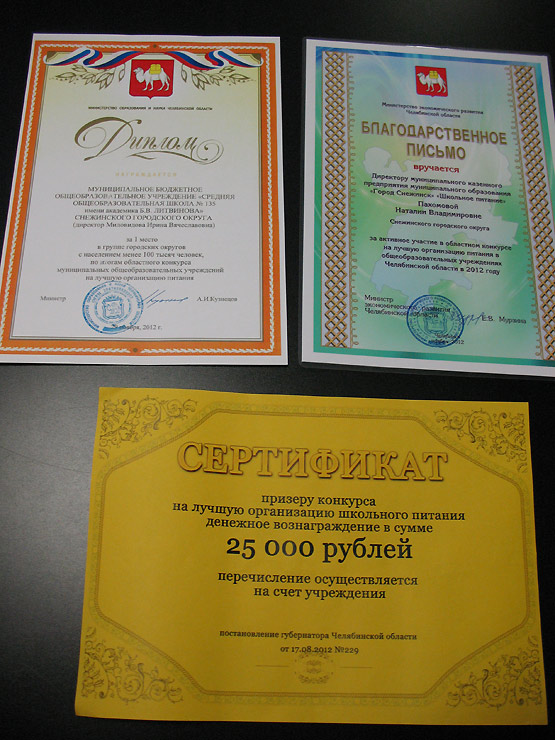 МИНИСТЕРСТВО ОБРАЗОВАНИЯ И НАУКИ ЧЕЛЯБИНСКОЙ ОБЛАСТИ
Диплом
НАГРАЖДАЕТСЯ
МУНИЦИПАЛЬНОЕ БЮДЖЕТНОЕ
ОБЩЕОБРАЗОВАТЕЛЬНОЕ УЧРЕЖДЕНИЕ «СРЕДНЯЯ
ОБЩЕОБРАЗОВАТЕЛЬНАЯ ШКОЛА № 135
имени академика Б.В. ЛИТВИНОВА»
СНЕЖИНСКОГО ГОРОДСКОГО ОКРУГА
(директор Миловидова Ирина Вячеславовна)
за 1 место
в группе городских округов
с населением менее 100 тысяч человек,
по итогам областного конкурса
муниципальных общеобразовательных учреждений
на лучшую организацию питания
Министр А.И.Кузнецов
2012 г.
Министерство экономического развития
Челябинской области
БЛАГОДАРСТВЕННОЕ
ПИСЬМО
вручается
Директору муниципального казенного
предприятия муниципального образования
«Город Снежинск» «Школьное питание»
Пахомовой
Наталии Владимировне
Снежинского городского округа
за активное участие в областном конкурсе
на лучшую организацию питания в
общеобразовательных учреждениях
Челябинской области в 2012 году
Министр
экономического развития
Челябинской области Е.В. Мурзина
2012
СЕРТИФИКАТ
призеру конкурса
на лучшую организацию школьного питания
денежное вознаграждение в сумме
25 000 рублей
перечисление осуществляется
на счет учреждения
постановление губернатора Челябинской области
от 17.08.2012 №229